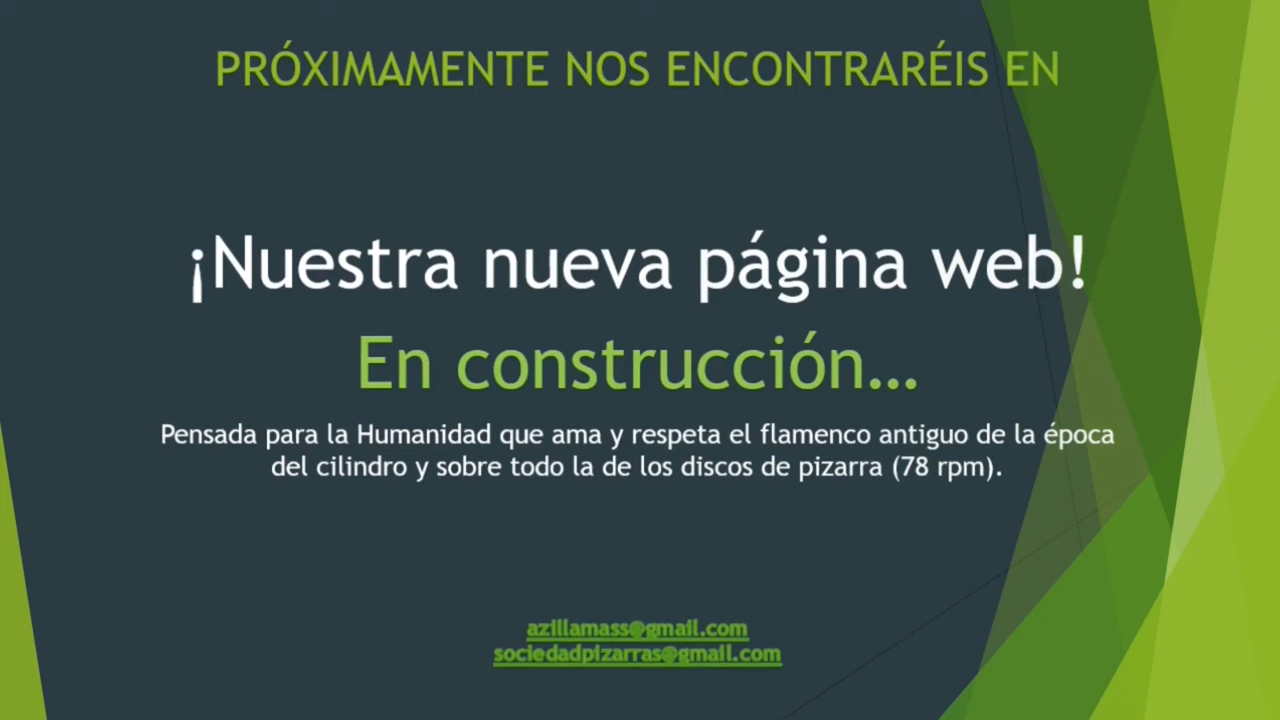 PRÓXIMAMENTE NOS ENCONTRARÉIS EN
¡Nuestra nueva página web!
En construcción…
Pensada para la Humanidad que ama y respeta el flamenco antiguo de la época
del cilindro y sobre todo la de los discos de pizarra (78 rpm).
azillamass@gmail.com
sociedadpizarras@gmail.com